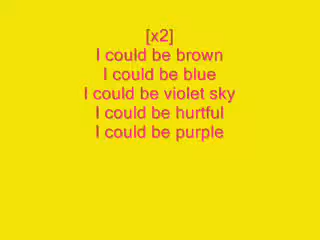 [x2]
I could be brown
I could be blue
I could be violet sky
I could be hurtful
I could be purple